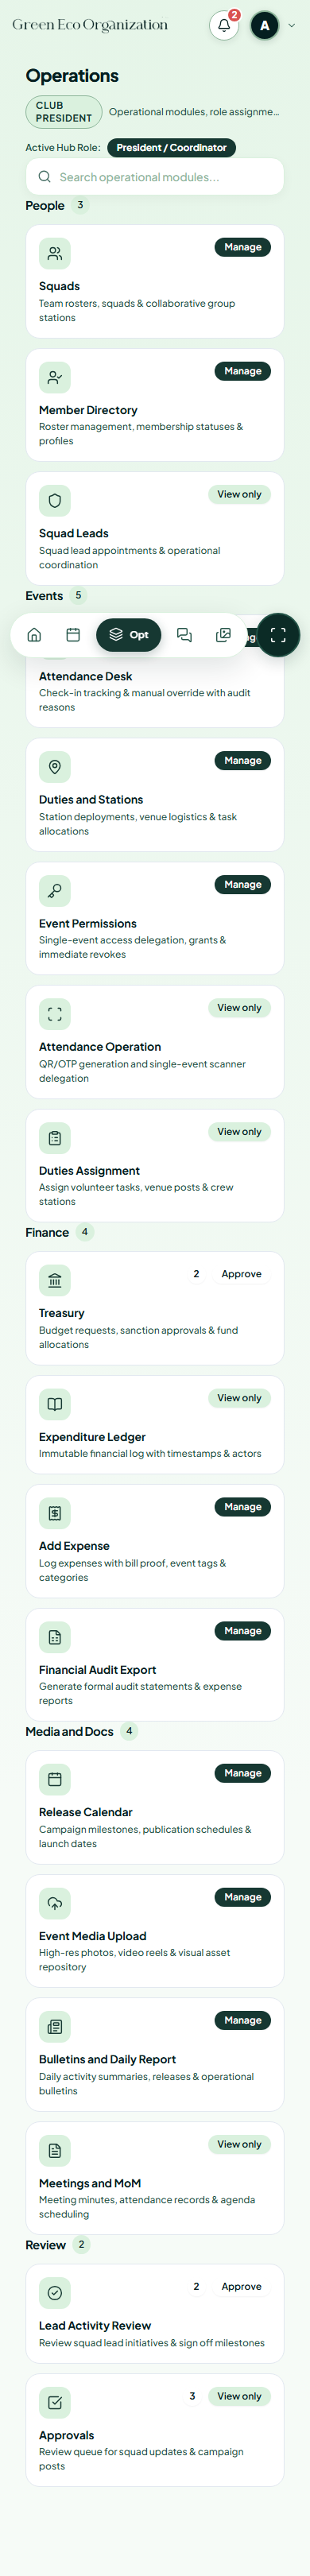 Green Eco Organization
2
A
Operations
CLUB
PRESIDENT
Operational modules, role assignme...
Active Hub Role:
President / Coordinator
Search operational modules...
People 3
Manage
Squads
Team rosters, squads & collaborative group
stations
Manage
Member Directory
Roster management, membership statuses &
profiles
View only
Squad Leads
Squad lead appointments & operational
coordination
Events 5
Opt
Attendance Desk
Check-in tracking & manual override with audit
reasons
Manage
Duties and Stations
Station deployments, venue logistics & task
allocations
Manage
Event Permissions
Single-event access delegation, grants &
immediate revokes
View only
Attendance Operation
QR/OTP generation and single-event scanner
delegation
View only
Duties Assignment
Assign volunteer tasks, venue posts & crew
stations
Finance 4
2 Approve
Treasury
Budget requests, sanction approvals & fund
allocations
View only
Expenditure Ledger
Immutable financial log with timestamps & actors
Manage
Add Expense
Log expenses with bill proof, event tags &
categories
Manage
Financial Audit Export
Generate formal audit statements & expense
reports
Media and Docs 4
Manage
Release Calendar
Campaign milestones, publication schedules &
launch dates
Manage
Event Media Upload
High-res photos, video reels & visual asset
repository
Manage
Bulletins and Daily Report
Daily activity summaries, releases & operational
bulletins
View only
Meetings and MoM
Meeting minutes, attendance records & agenda
scheduling
Review 2
2 Approve
Lead Activity Review
Review squad lead initiatives & sign off milestones
3 View only
Approvals
Review queue for squad updates & campaign
posts